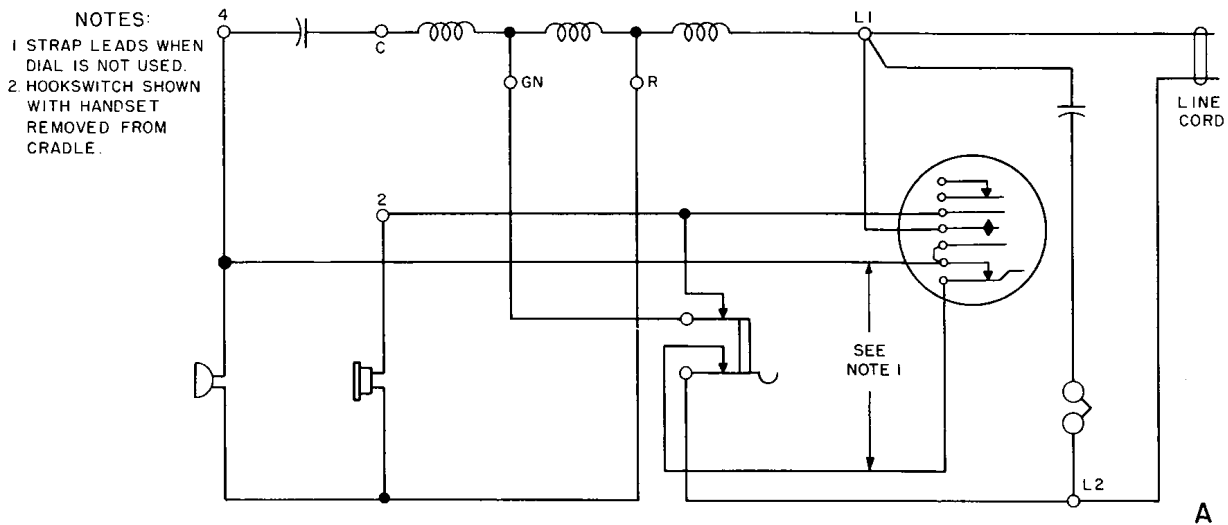 NOTES:
1 STRAP LEADS WHEN
DIAL IS NOT USED.
2. HOOKSWITCH SHOWN
WITH HANDSET
REMOVED FROM
CRADLE.
4
C
GN
R
L1
LINE
CORD
2
SEE
NOTE 1
L2
A